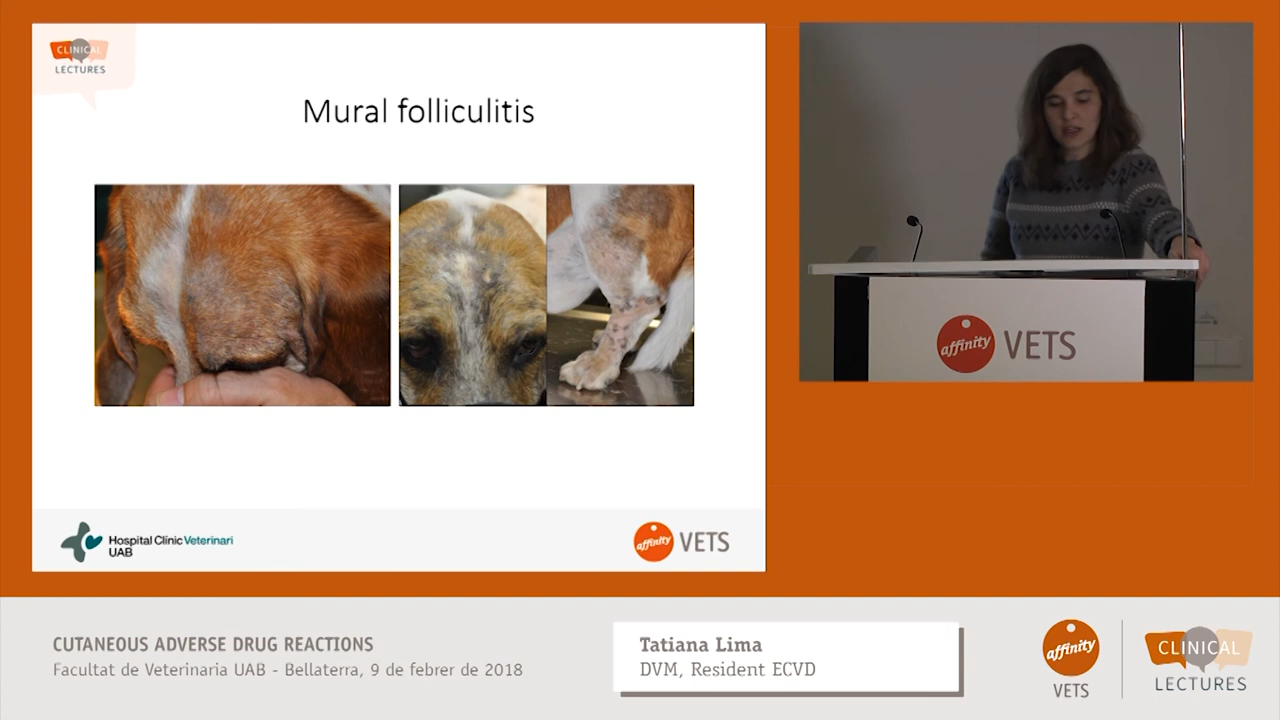 CLINICAL
LECTURES
Mural folliculitis
Hospital Clínic Veterinari
UAB
affinity VETS
affinity VETS
CUTANEOUS ADVERSE DRUG REACTIONS
Facultat de Veterinaria UAB - Bellaterra, 9 de febrer de 2018
Tatiana Lima
DVM, Resident ECVD
affinity
VETS
CLINICAL
LECTURES